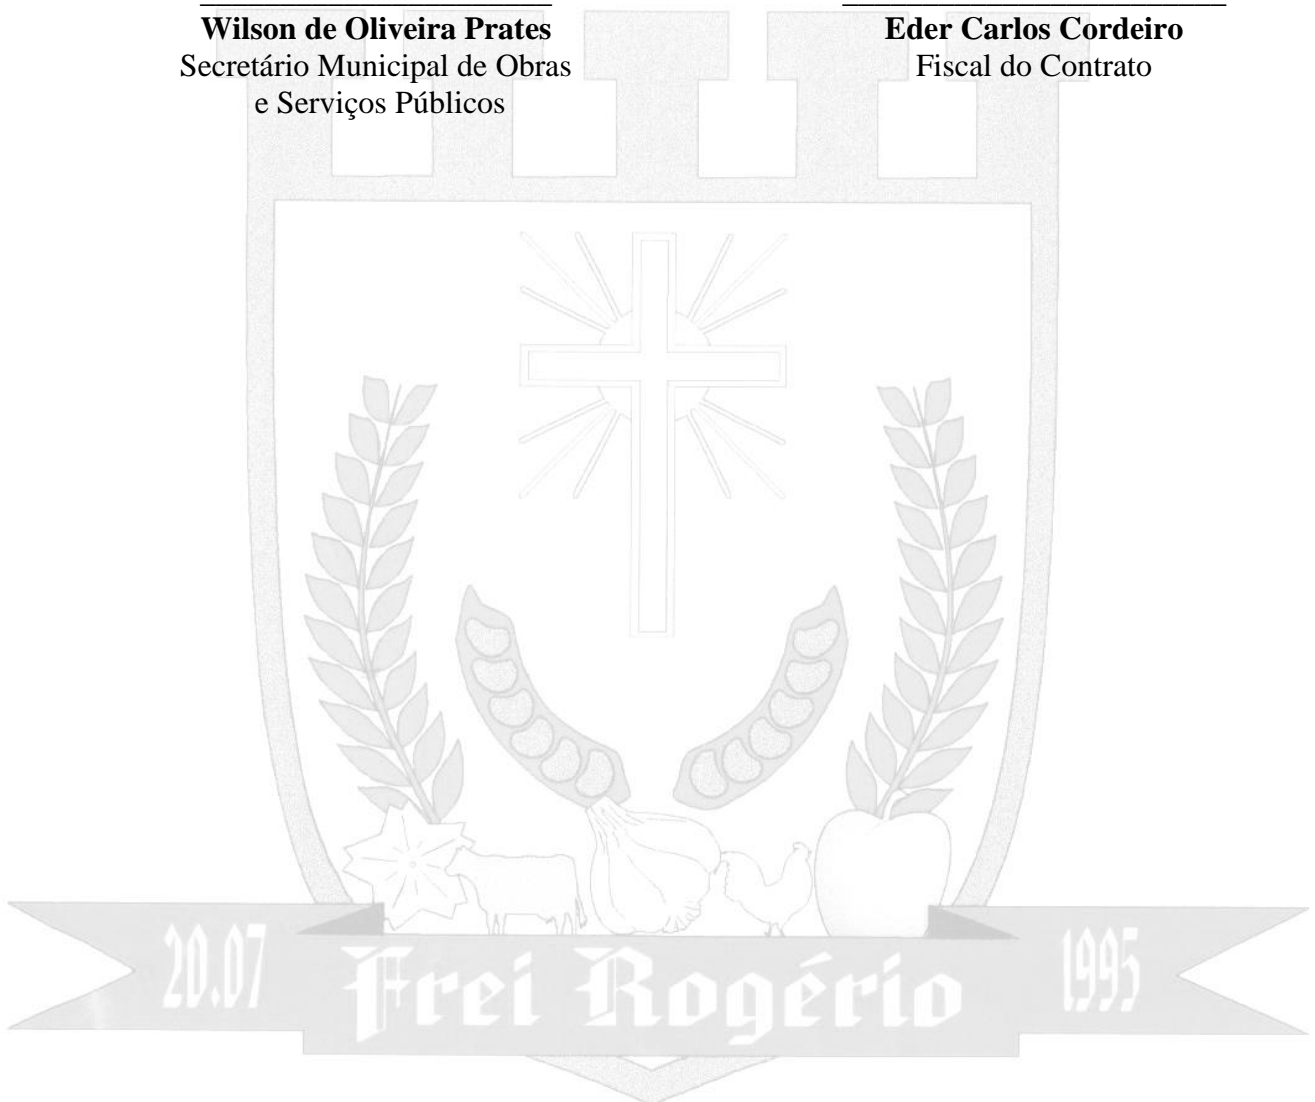 Wilson de Oliveira Prates
Secretário Municipal de Obras
e Serviços Públicos
Eder Carlos Cordeiro
Fiscal do Contrato
20.07
Frei Rogério
1995